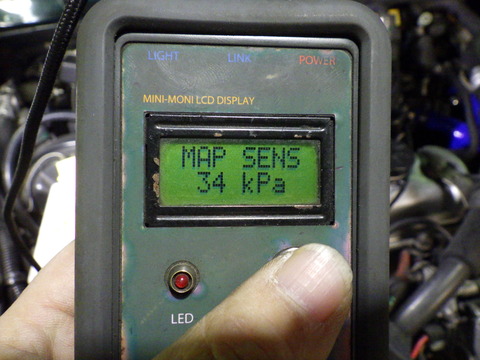 LIGHT LINK POWER
MINI-MONI LCD DISPLAY
MAP SENS
34 kPa
LED